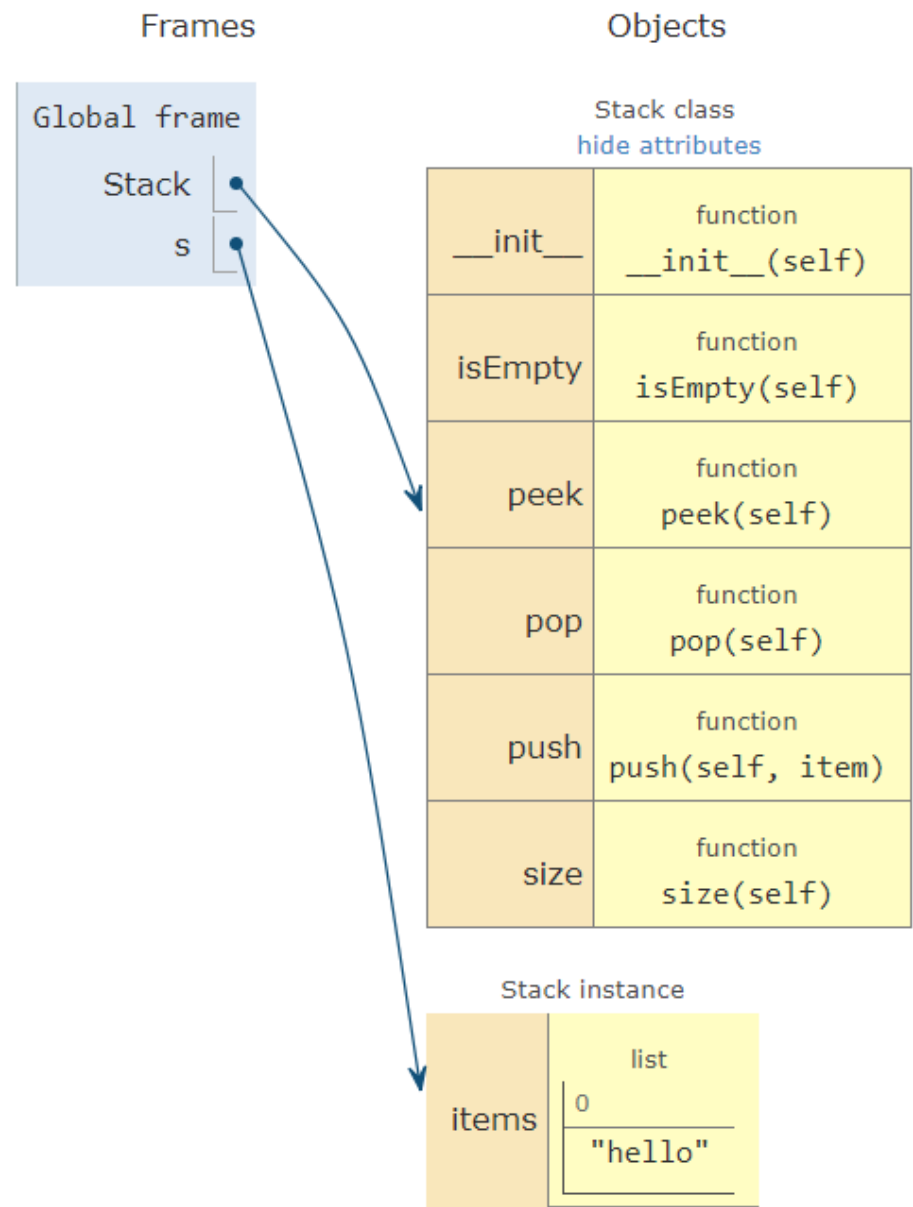 Frames
Objects
Global frame
Stack
s
Stack class
hide attributes
__init__
function
__init__(self)
isEmpty
function
isEmpty(self)
peek
function
peek(self)
pop
function
pop(self)
push
function
push(self, item)
size
function
size(self)
Stack instance
items
list
0
"hello"